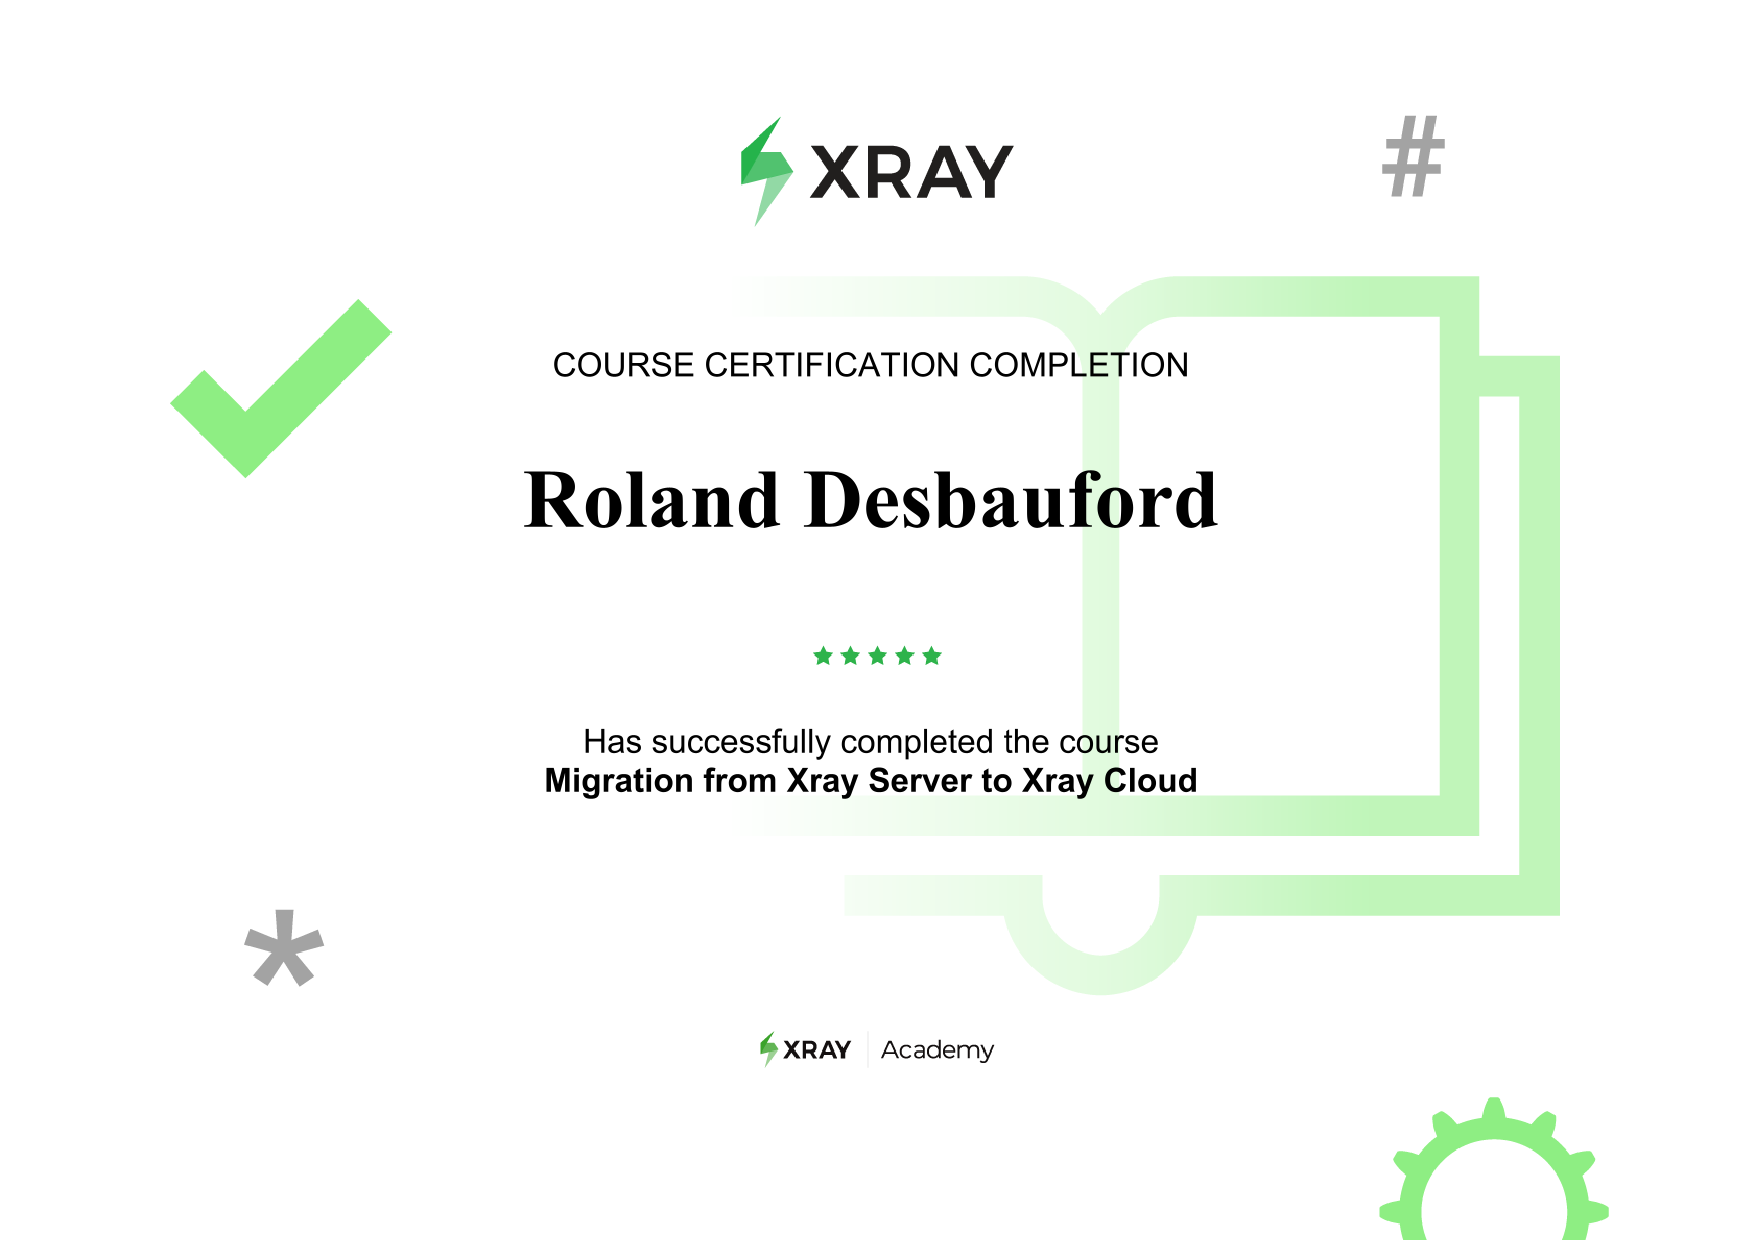 XRAY
#
COURSE CERTIFICATION COMPLETION
Roland Desbauford
Has successfully completed the course
Migration from Xray Server to Xray Cloud
*
XRAY | Academy